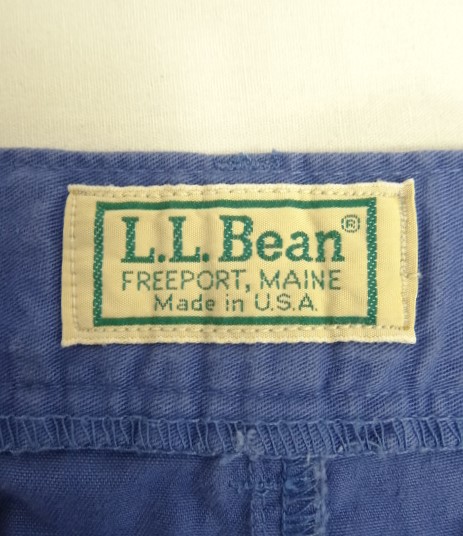 L.L.Bean®
FREEPORT, MAINE
Made in U.S.A.